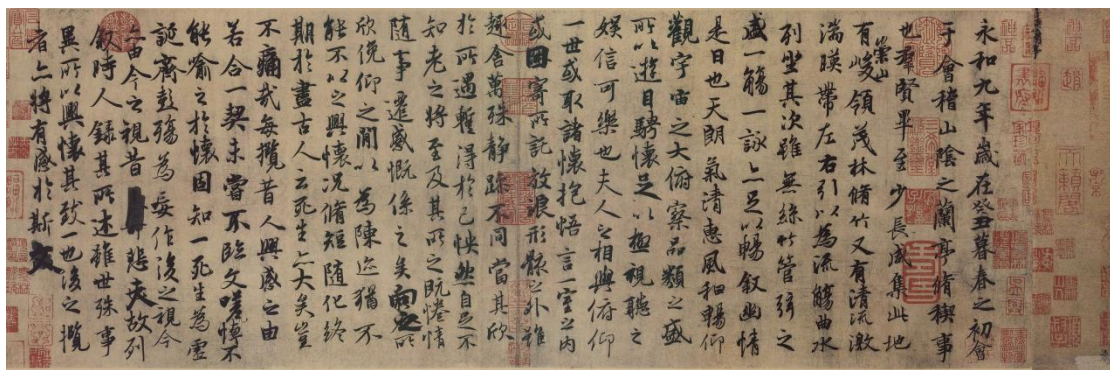 永和九年歲在癸丑暮春之初會
于會稽山陰之蘭亭脩稧事
也羣賢畢至少長咸集此地
有崇山峻領茂林脩竹又有清流激
湍暎帶左右引以為流觴曲水
列坐其次雖無絲竹管弦之
盛一觴一詠亦足以暢敘幽情
是日也天朗氣清惠風和暢仰
觀宇宙之大俯察品類之盛
所以遊目騁懷足以極視聽之
娛信可樂也夫人之相與俯仰
一世或取諸懷抱悟言一室之內
或因寄所託放浪形骸之外雖
趣舍萬殊靜躁不同當其欣
於所遇蹔得於己怏然自足不
知老之將至及其所之既惓情
隨事遷感慨係之矣向之所
欣俛仰之閒以為陳迹猶不
能不以之興懷況脩短隨化終
期於盡古人云死生亦大矣豈
不痛哉每攬昔人興感之由
若合一契未嘗不臨文嗟悼不
能喻之於懷固知一死生為虛
誕齊彭殤為妄作後之視今
亦由今之視昔悲夫故列
敘時人錄其所述雖世殊事
異所以興懷其致一也後之攬
者亦將有感於斯文